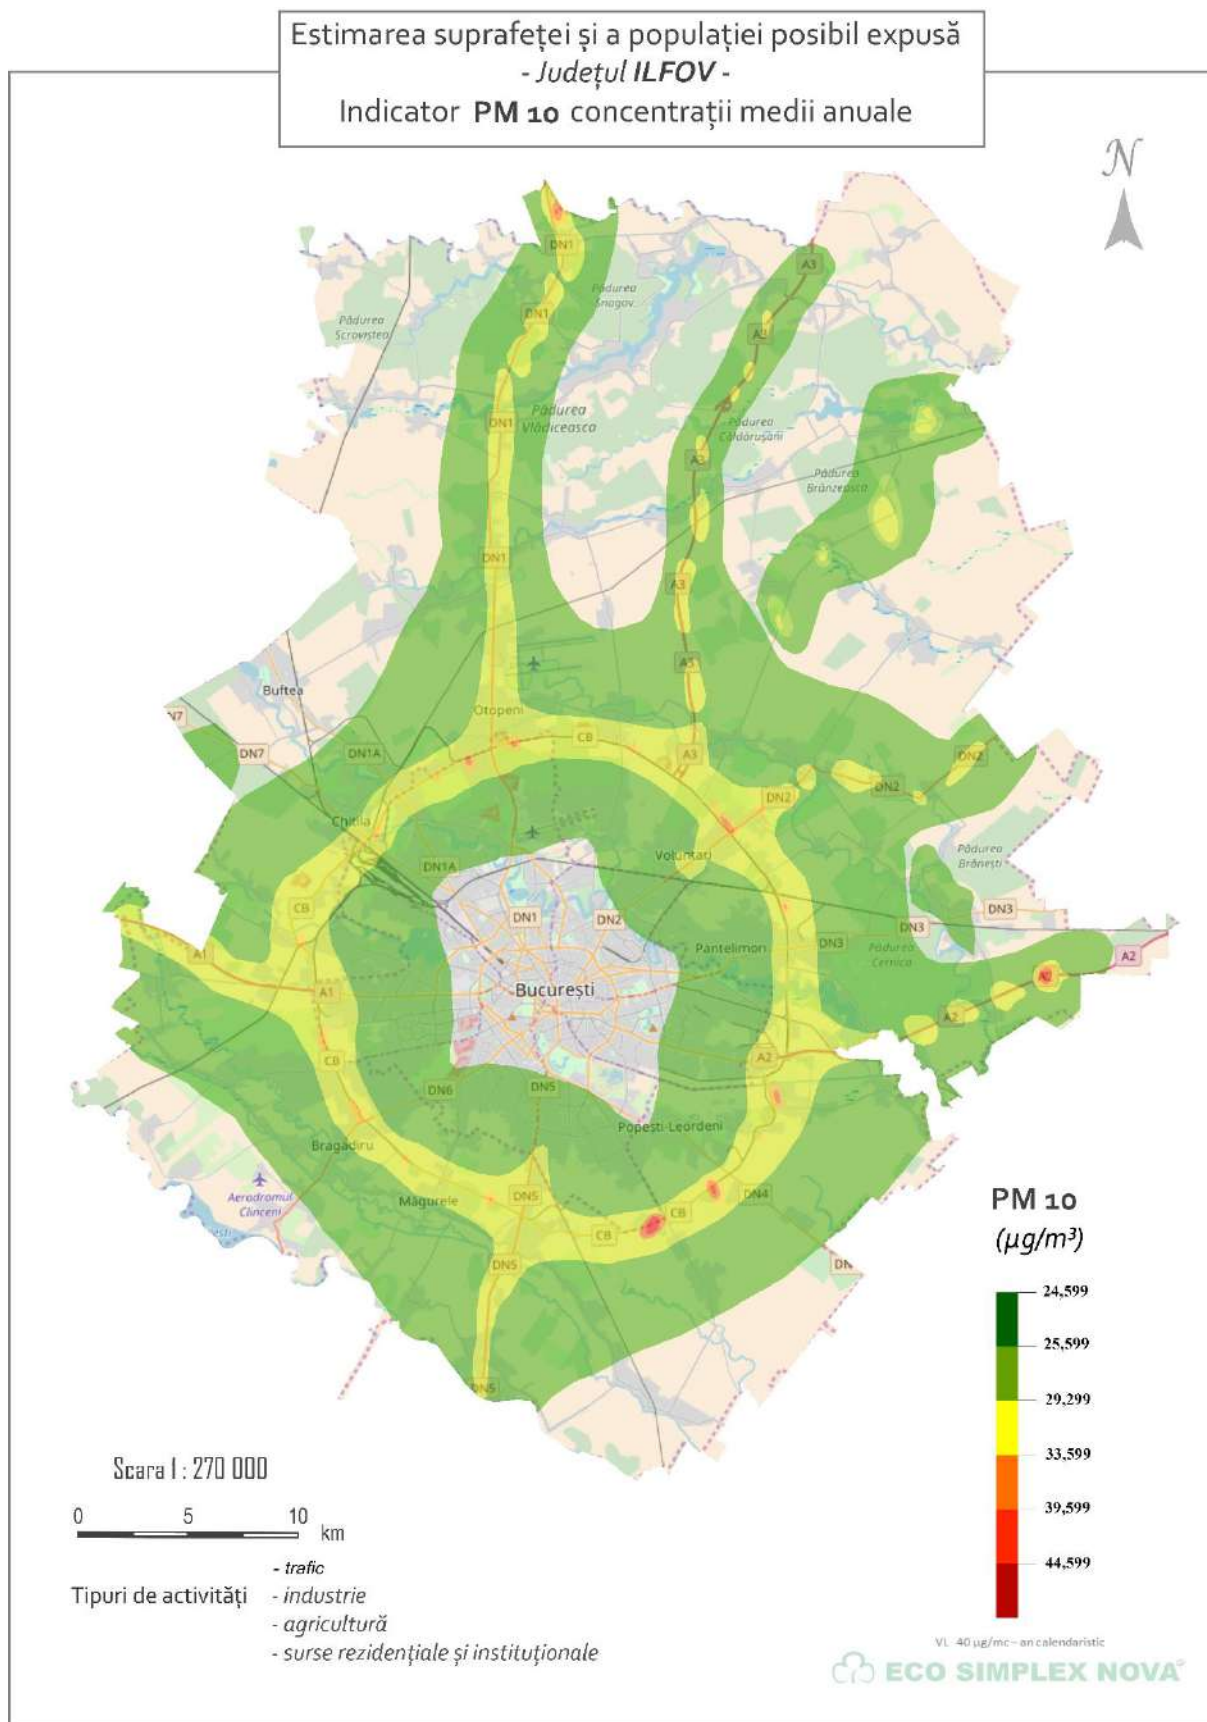 Estimarea suprafeței și a populației posibil expusă
- Județul ILFOV -
Indicator PM 10 concentrații medii anuale
N
DN1
A3
Pădurea
Snagov
Pădurea
Scroviștea
DN1
A3
Pădurea
Vlădiceasca
DN1
Pădurea
Căldărușani
A3
Pădurea
Brânzeasca
DN1
A3
A3
Buftea
Otopeni
N7
DN7
DN1A
CB
A3
DN2
DN2
DN2
Chitila
Voluntari
Pădurea
Brănești
DN1A
CB
DN1
DN2
DN3
DN3
DN3
Pantelimon
Pădurea
Cernica
A1
A2
A2
A1
București
A2
CB
A2
DN6
DN5
Popești-Leordeni
Bragadiru
Aerodromul
Clinceni
Măgurele
DN5
DN4
CB
CB
DN5
DN
DN5
PM 10
(µg/m³)
24,599
25,599
29,299
33,599
39,599
44,599
Scara 1 : 270 000
0 5 10
km
Tipuri de activități
- trafic
- industrie
- agricultură
- surse rezidențiale și instituționale
VL 40 µg/mc – an calendaristic
ECO SIMPLEX NOVA